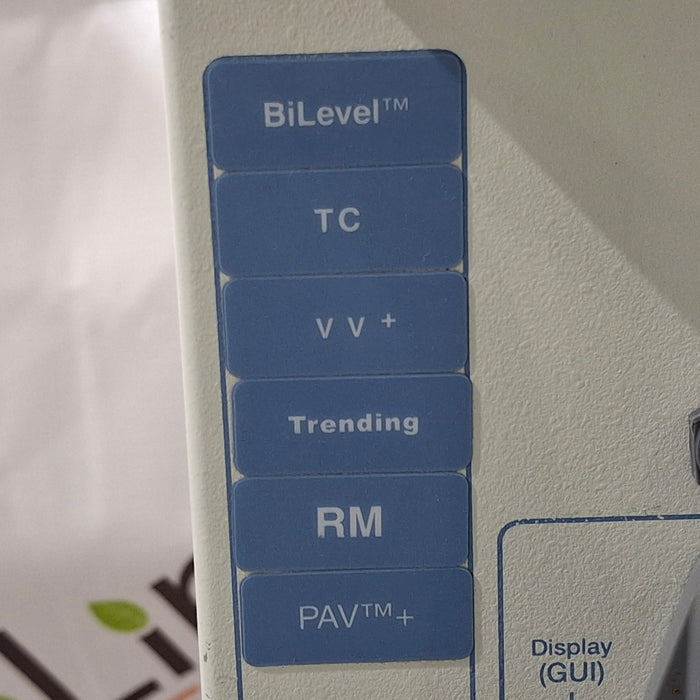 BiLevel™
TC
V V +
Trending
RM
PAV™+
Display
(GUI)